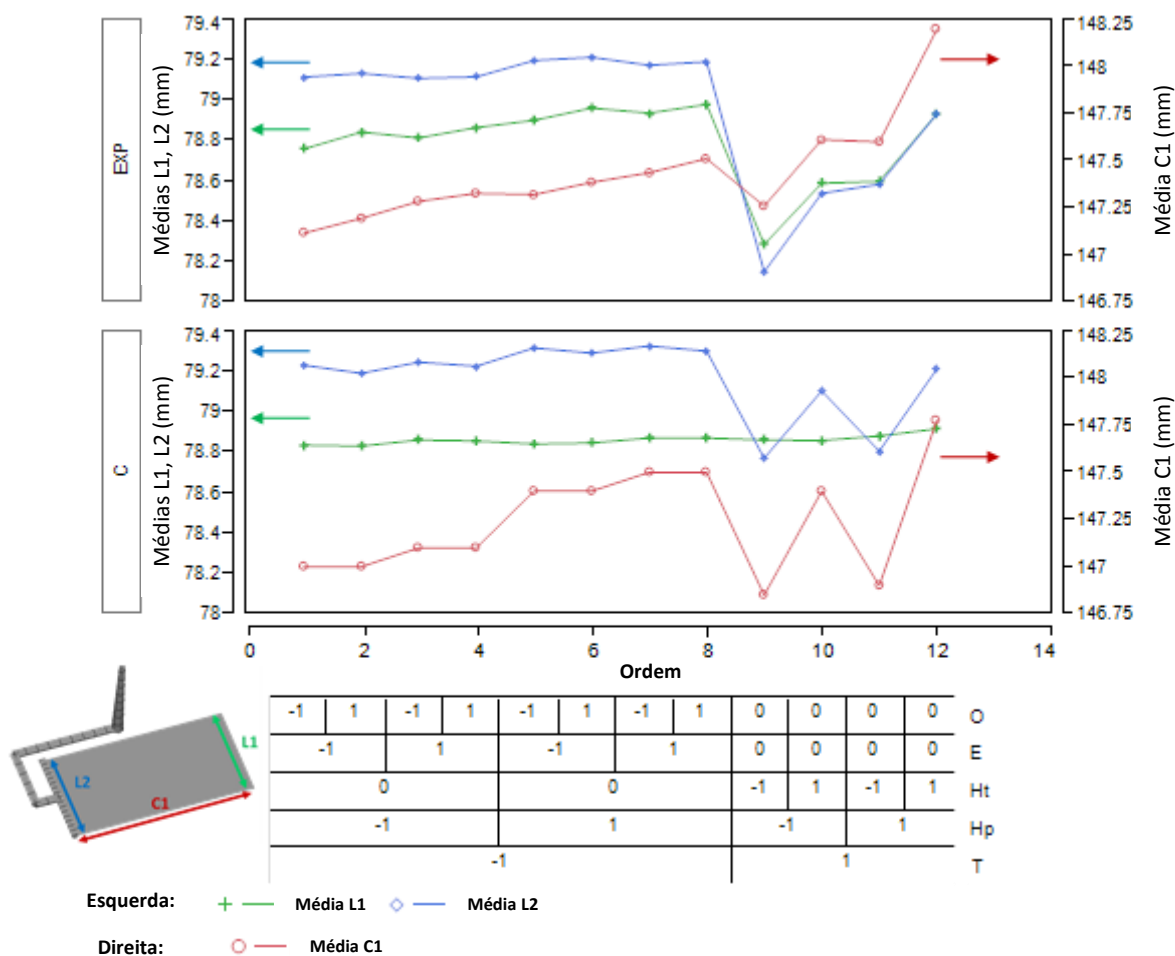 EXP
Médias L1, L2 (mm)
79.4
79.2
79
78.8
78.6
78.4
78.2
78
148.25
148
147.75
147.5
147.25
147
146.75
Média C1 (mm)
C
Médias L1, L2 (mm)
79.4
79.2
79
78.8
78.6
78.4
78.2
78
148.25
148
147.75
147.5
147.25
147
146.75
Média C1 (mm)
0 2 4 6 8 10 12 14
Ordem
L1
L2
C1
-1 1 -1 1 -1 1 -1 1 0 0 0 0 O
-1 1 -1 1 0 0 0 0 E
0 0 -1 1 -1 1 Ht
-1 1 -1 1 Hp
-1 1 T
Esquerda: Média L1 Média L2
Direita: Média C1